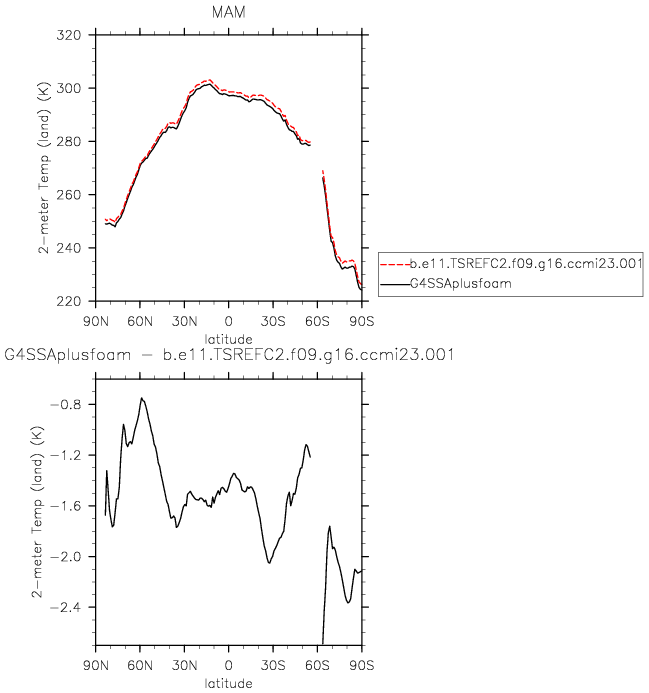 MAM
320
300
280
260
240
220
2-meter Temp (land) (K)
90N 60N 30N 0 30S 60S 90S
latitude
b.e11.TSREFC2.f09.g16.ccmi23.001
G4SSAplusfoam
G4SSAplusfoam - b.e11.TSREFC2.f09.g16.ccmi23.001
-0.8
-1.2
-1.6
-2.0
-2.4
2-meter Temp (land) (K)
90N 60N 30N 0 30S 60S 90S
latitude